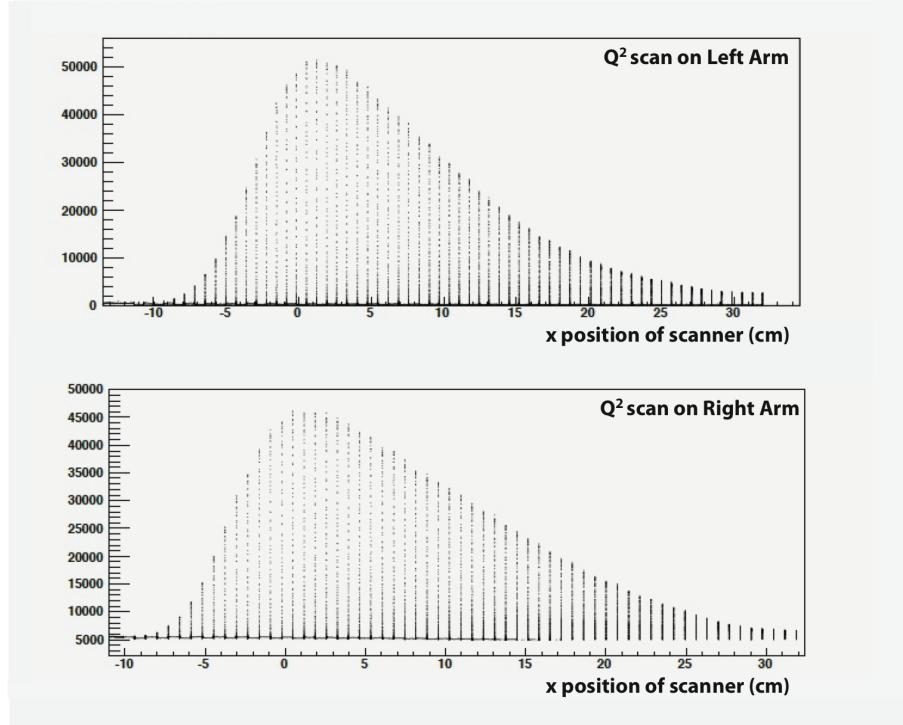 Q² scan on Left Arm
50000
40000
30000
20000
10000
0
-10 -5 0 5 10 15 20 25 30
x position of scanner (cm)
50000
Q² scan on Right Arm
45000
40000
35000
30000
25000
20000
15000
10000
5000
-10 -5 0 5 10 15 20 25 30
x position of scanner (cm)